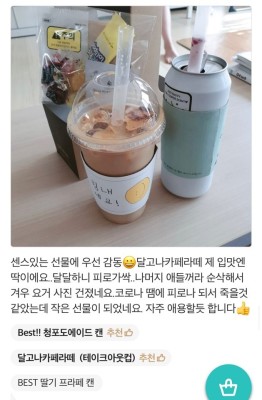 힘내
세요!
센스있는 선물에 우선 감동😀달고나카페라떼 제 입맛엔
딱이에요..달달하니 피로가싹..나머지 애들꺼라 순삭해서
겨우 요거 사진 건졌네요.코로나 땜에 피로나 되서 죽을것
같았는데 작은 선물이 되었네요. 자주 애용할듯 합니다👍
Best!! 청포도에이드 캔 추천👍
달고나카페라떼 (테이크아웃컵) 추천👍
BEST 딸기 프라페 캔